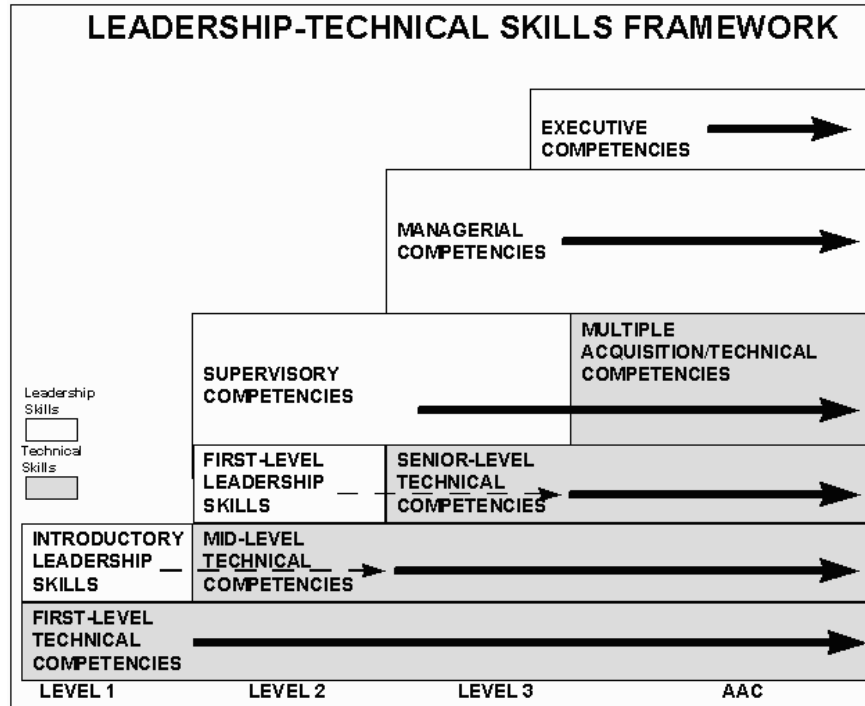 LEADERSHIP-TECHNICAL SKILLS FRAMEWORK
EXECUTIVE
COMPETENCIES
MANAGERIAL
COMPETENCIES
MULTIPLE
ACQUISITION/TECHNICAL
COMPETENCIES
SUPERVISORY
COMPETENCIES
Leadership
Skills
Technical
Skills
FIRST-LEVEL
LEADERSHIP
SKILLS
SENIOR-LEVEL
TECHNICAL
COMPETENCIES
INTRODUCTORY
LEADERSHIP
SKILLS
MID-LEVEL
TECHNICAL
COMPETENCIES
FIRST-LEVEL
TECHNICAL
COMPETENCIES
LEVEL 1
LEVEL 2
LEVEL 3
AAC